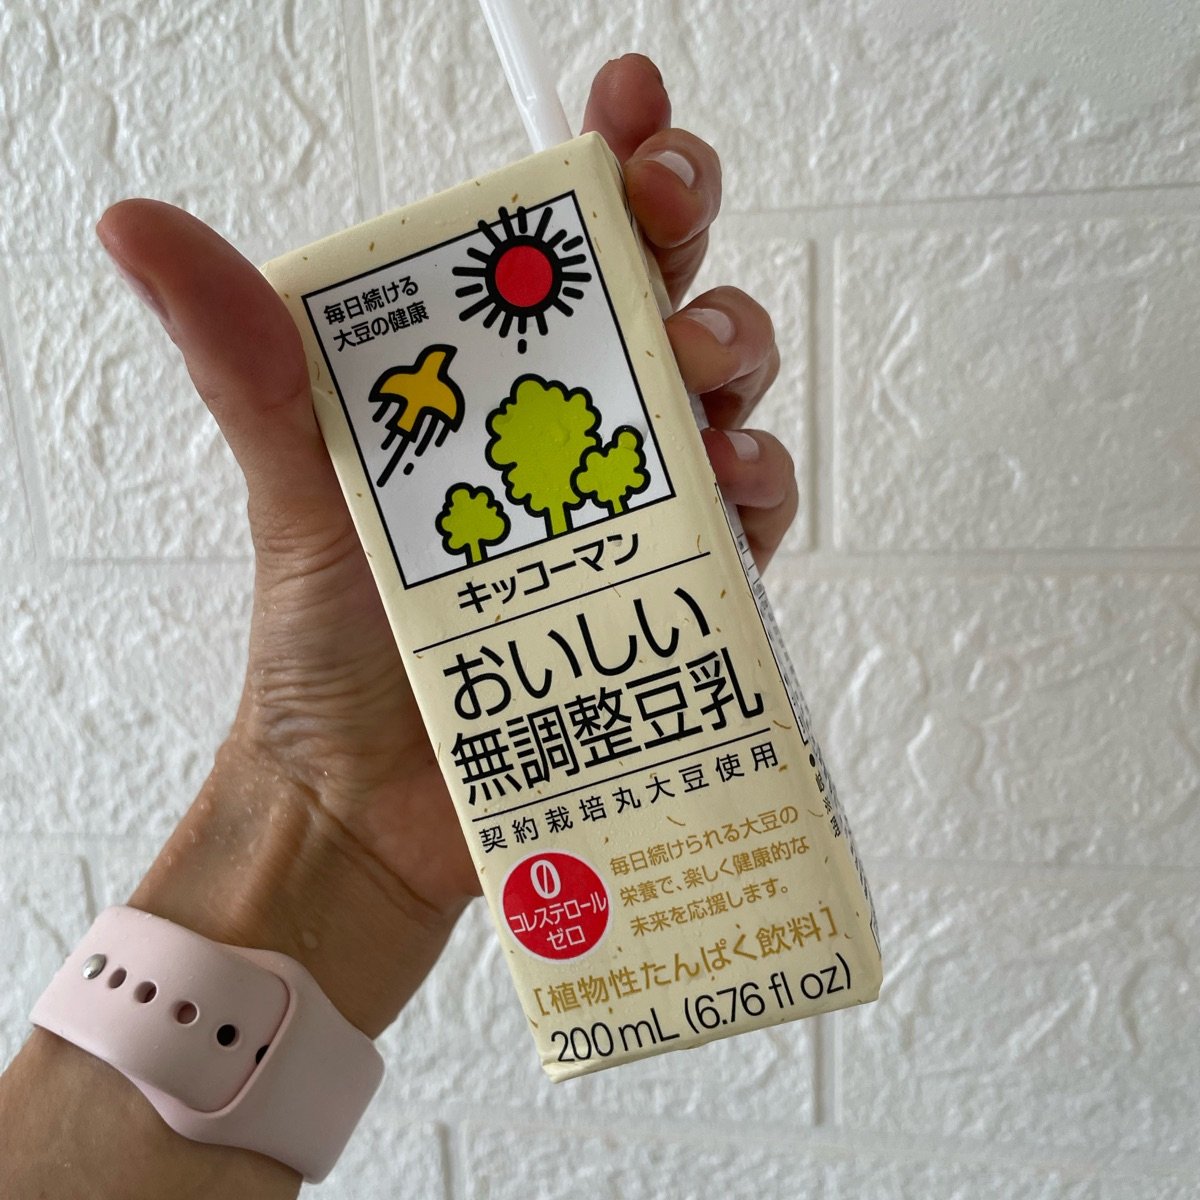 毎日続ける
大豆の健康
キッコーマン
おいしい
無調整豆乳
契約栽培丸大豆使用
0
コレステロール
ゼロ
毎日続けられる大豆の
栄養で、楽しく健康的な
未来を応援します。
[植物性たんぱく飲料]
200mL (6.76 fl oz)